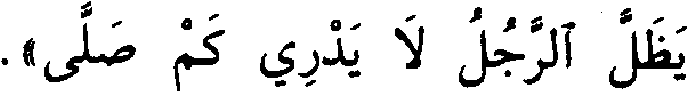 يَظَلَّ ٱلرَّجُلُ لَا يَدْرِي كَمْ صَلَّى».